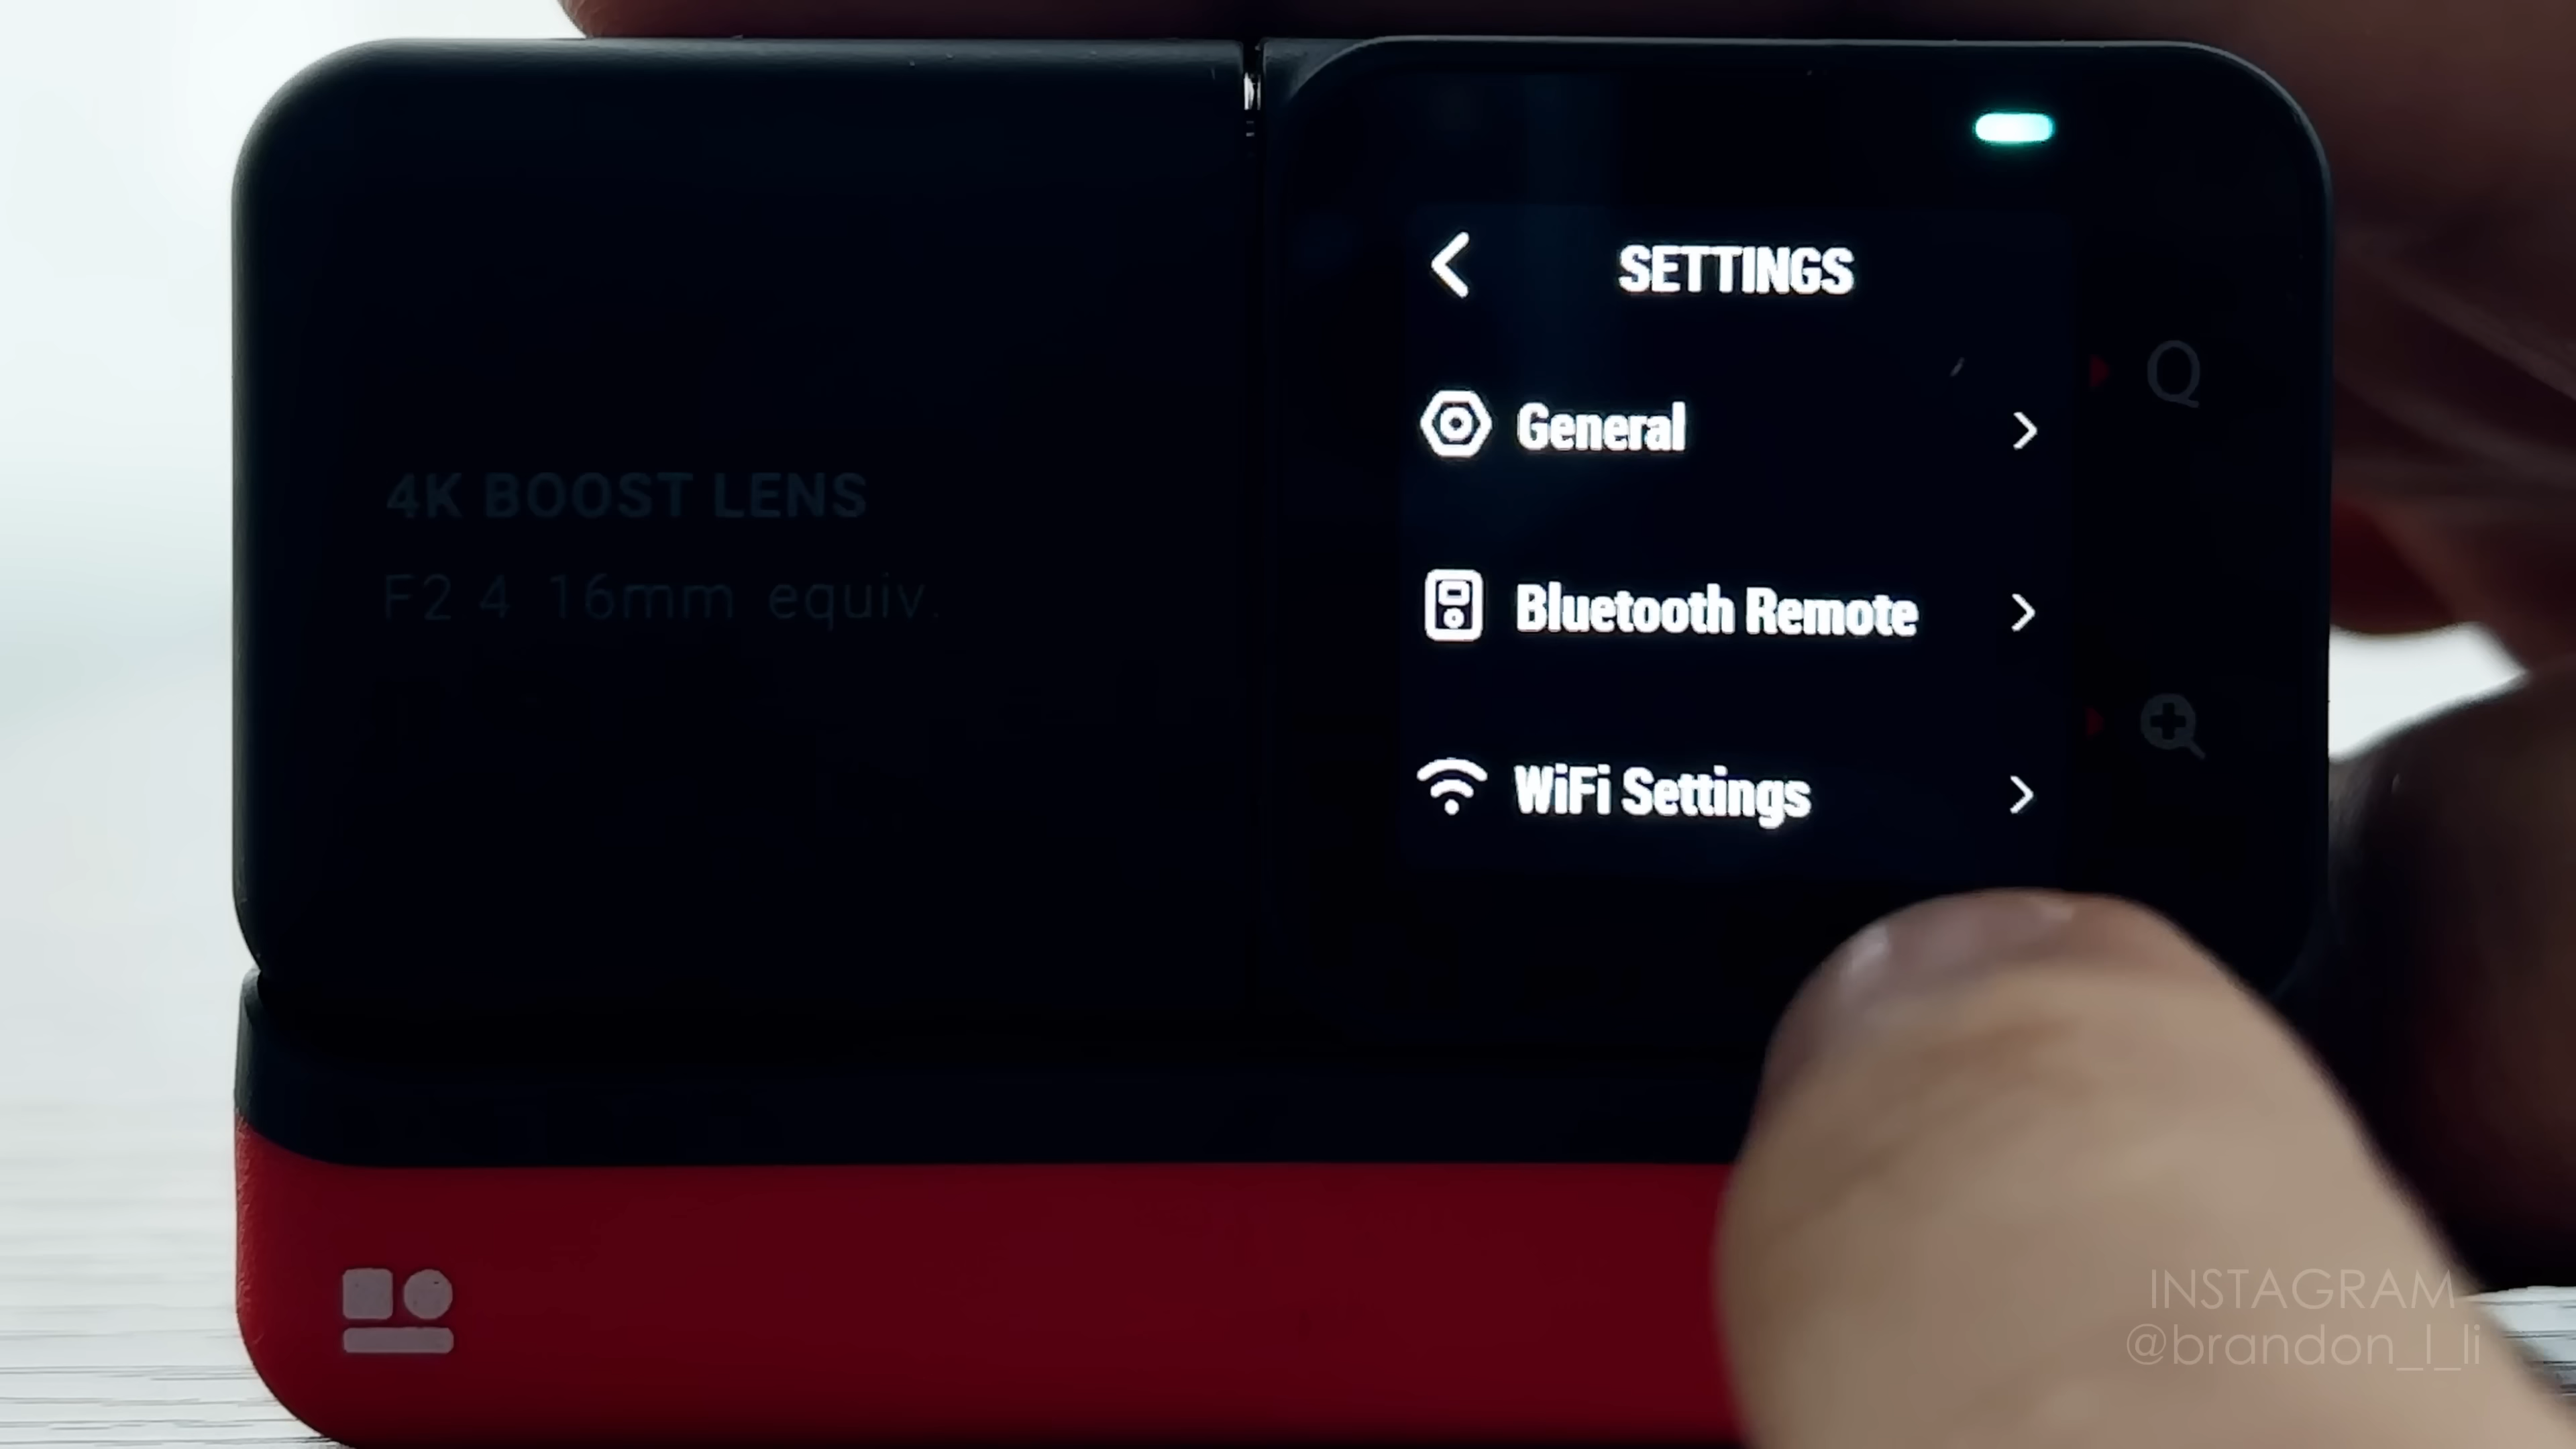 SETTINGS
General
Bluetooth Remote
WiFi Settings
Q
4K BOOST LENS
F2 4 16mm equiv.
INSTAGRAM
@brandon_l_li